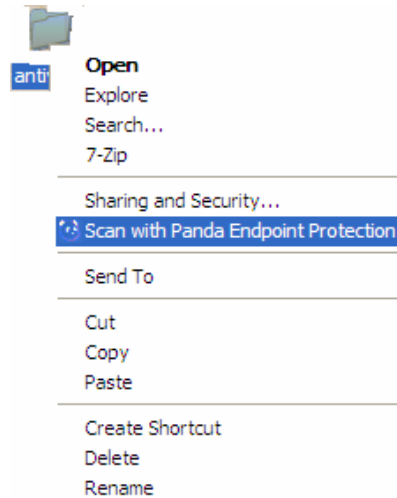 anti
Open
Explore
Search...
7-Zip
Sharing and Security...
Scan with Panda Endpoint Protection
Send To
Cut
Copy
Paste
Create Shortcut
Delete
Rename